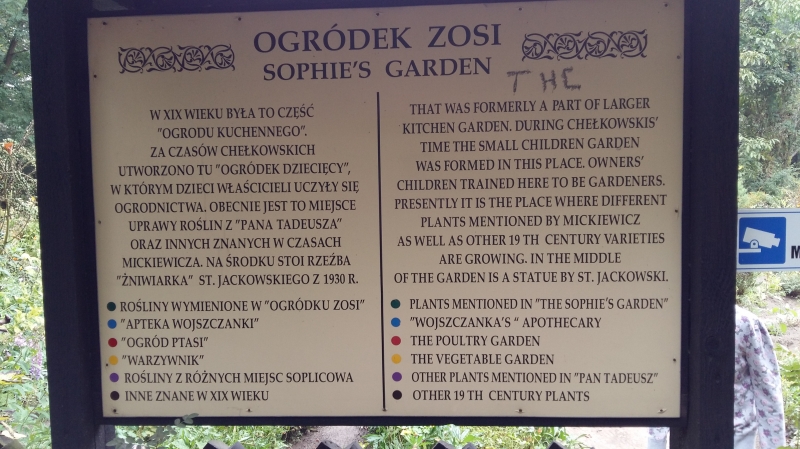 OGRÓDEK ZOSI
SOPHIE'S GARDEN
THE
W XIX WIEKU BYŁA TO CZĘŚĆ
"OGRODU KUCHENNEGO".
ZA CZASÓW CHEŁKOWSKICH
UTWORZONO TU "OGRÓDEK DZIECIĘCY",
W KTÓRYM DZIECI WŁAŚCICIELI UCZYŁY SIĘ
OGRODNICTWA. OBECNIE JEST TO MIEJSCE
UPRAWY ROŚLIN Z "PANA TADEUSZA"
ORAZ INNYCH ZNANYCH W CZASACH
MICKIEWICZA. NA ŚRODKU STOI RZEŹBA
"ŻNIWIARKA" ST. JACKOWSKIEGO Z 1930 R.
ROŚLINY WYMIENIONE W "OGRÓDKU ZOSI"
"APTEKA WOJSZCZANKI"
"OGRÓD PTASI"
"WARZYWNIK"
ROŚLINY Z RÓŻNYCH MIEJSC SOPLICOWA
INNE ZNANE W XIX WIEKU
THAT WAS FORMERLY A PART OF LARGER
KITCHEN GARDEN. DURING CHEŁKOWSKIS'
TIME THE SMALL CHILDREN GARDEN
WAS FORMED IN THIS PLACE. OWNERS'
CHILDREN TRAINED HERE TO BE GARDENERS.
PRESENTLY IT IS THE PLACE WHERE DIFFERENT
PLANTS MENTIONED BY MICKIEWICZ
AS WELL AS OTHER 19 TH CENTURY VARIETIES
ARE GROWING. IN THE MIDDLE
OF THE GARDEN IS A STATUE BY ST. JACKOWSKI.
PLANTS MENTIONED IN "THE SOPHIE'S GARDEN"
"WOJSZCZANKA'S " APOTHECARY
THE POULTRY GARDEN
THE VEGETABLE GARDEN
OTHER PLANTS MENTIONED IN "PAN TADEUSZ"
OTHER 19 TH CENTURY PLANTS
M